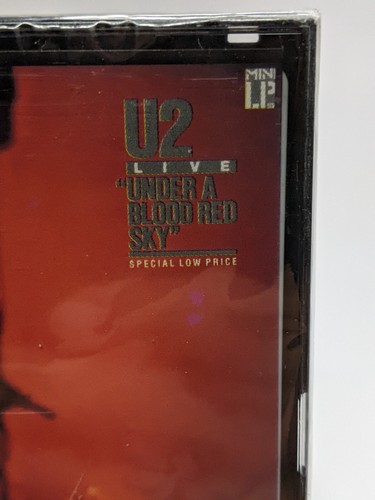 MINI
LP
U2
LIVE
"UNDER A
BLOOD RED
SKY"
SPECIAL LOW PRICE